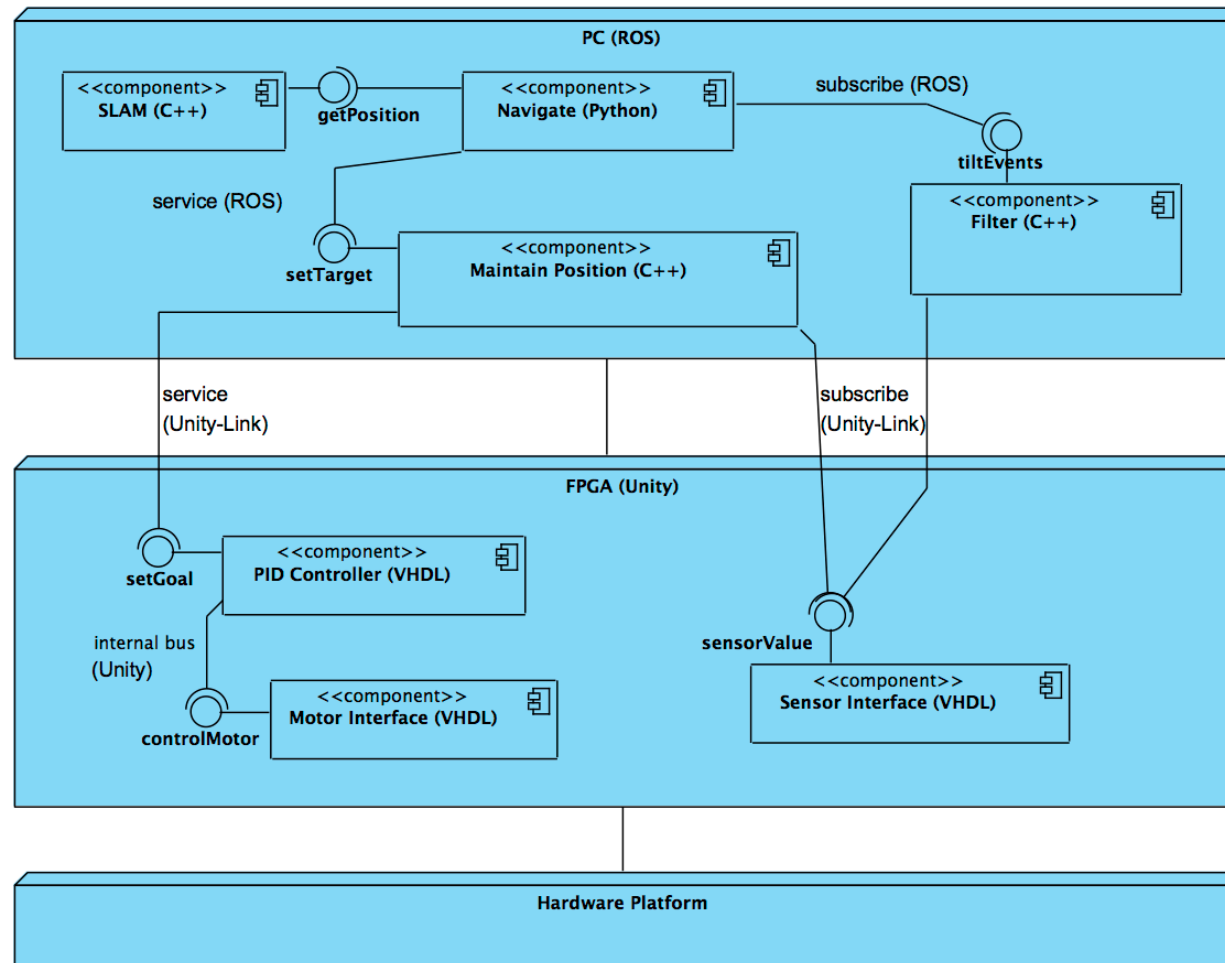 PC (ROS)
<<component>>
SLAM (C++)
getPosition
<<component>>
Navigate (Python)
subscribe (ROS)
tiltEvents
service (ROS)
<<component>>
Filter (C++)
setTarget
<<component>>
Maintain Position (C++)
service
(Unity-Link)
subscribe
(Unity-Link)
FPGA (Unity)
setGoal
<<component>>
PID Controller (VHDL)
internal bus
(Unity)
sensorValue
controlMotor
<<component>>
Motor Interface (VHDL)
<<component>>
Sensor Interface (VHDL)
Hardware Platform